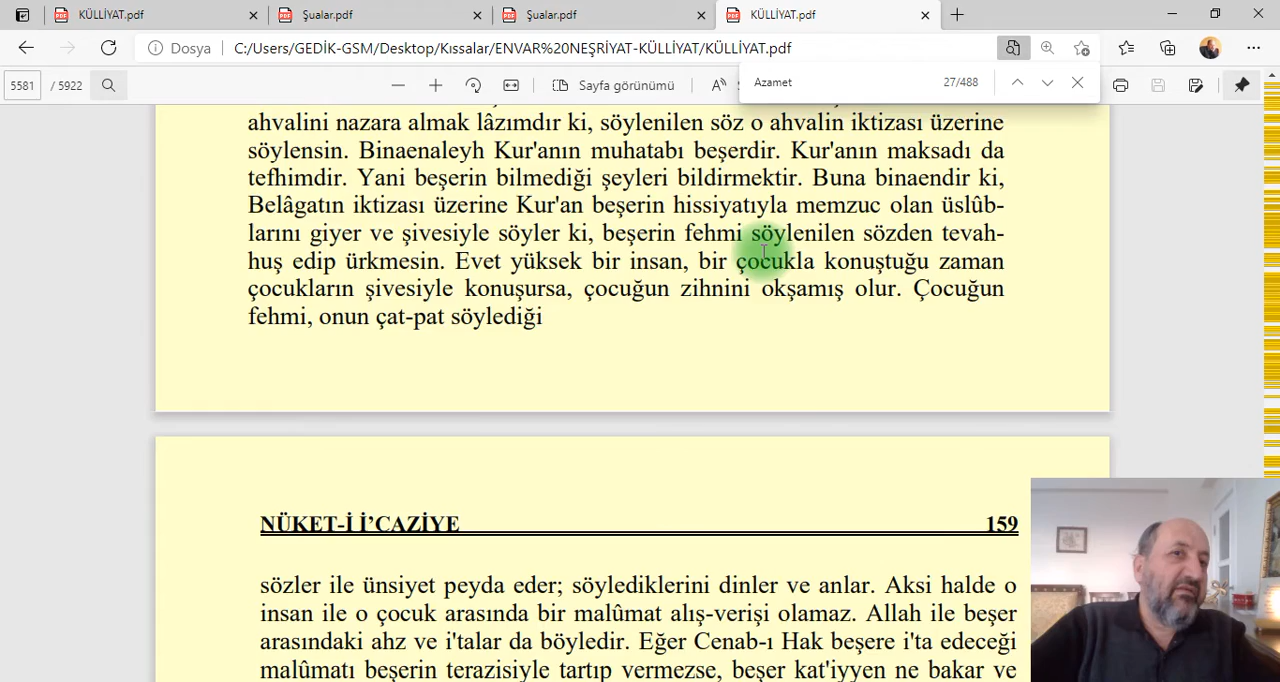 KÜLLİYAT.pdf
Şualar.pdf
Şualar.pdf
KÜLLİYAT.pdf
Dosya C:/Users/GEDİK-GSM/Desktop/Kıssalar/ENVAR%20NEŞRİYAT-KÜLLİYAT/KÜLLİYAT.pdf
5581 / 5922
Sayfa görünümü
Azamet 27/488
ahvalini nazara almak lâzımdır ki, söylenilen söz o ahvalin iktizası üzerine
söylensin. Binaenaleyh Kur'anın muhatabı beşerdir. Kur'anın maksadı da
tefhimdir. Yani beşerin bilmediği şeyleri bildirmektir. Buna binaendir ki,
Belâgatın iktizası üzerine Kur'an beşerin hissiyatıyla memzuc olan üslûb-
larını giyer ve şivesiyle söyler ki, beşerin fehmi söylenilen sözden tevah-
huş edip ürkmesin. Evet yüksek bir insan, bir çocukla konuştuğu zaman
çocukların şivesiyle konuşursa, çocuğun zihnini okşamış olur. Çocuğun
fehmi, onun çat-pat söylediği
NÜKET-İ İ'CAZİYE 159
sözler ile ünsiyet peyda eder; söylediklerini dinler ve anlar. Aksi halde o
insan ile o çocuk arasında bir malûmat alış-verişi olamaz. Allah ile beşer
arasındaki ahz ve i'talar da böyledir. Eğer Cenab-ı Hak beşere i'ta edeceği
malûmatı beşerin terazisiyle tartıp vermezse, beşer kat'iyyen ne bakar ve